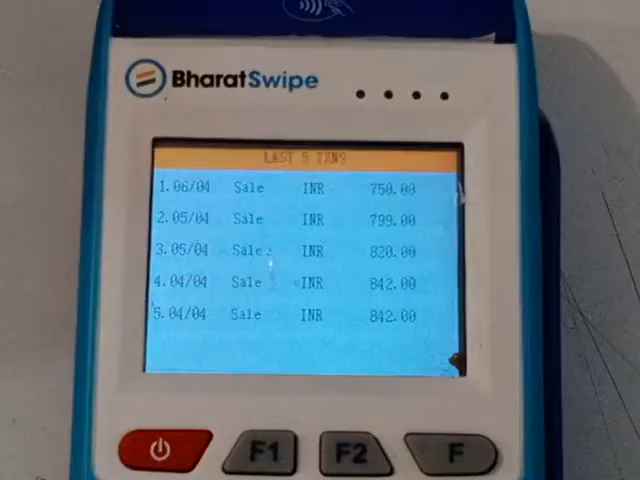 BharatSwipe
LAST 5 TXNS
1.06/04 Sale INR 750.00
2.05/04 Sale INR 799.00
3.05/04 Sale INR 820.00
4.04/04 Sale INR 842.00
5.04/04 Sale INR 842.00
F1 F2 F